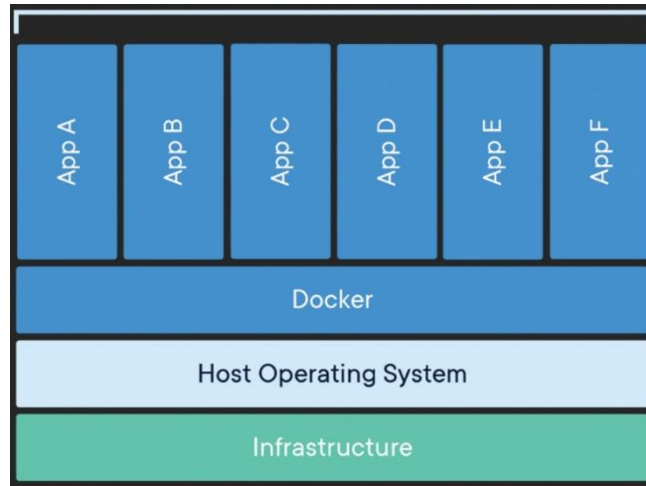 App A
App B
App C
App D
App E
App F
Docker
Host Operating System
Infrastructure